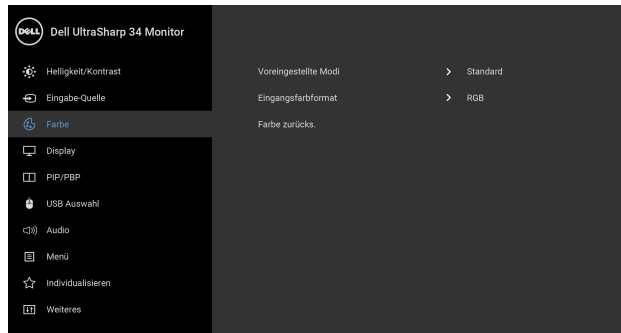 DELL Dell UltraSharp 34 Monitor
Helligkeit/Kontrast
Voreingestellte Modi > Standard
Eingabe-Quelle
Eingangsfarbformat > RGB
Farbe
Farbe zurücks.
Display
PIP/PBP
USB Auswahl
Audio
Menü
Individualisieren
Weiteres